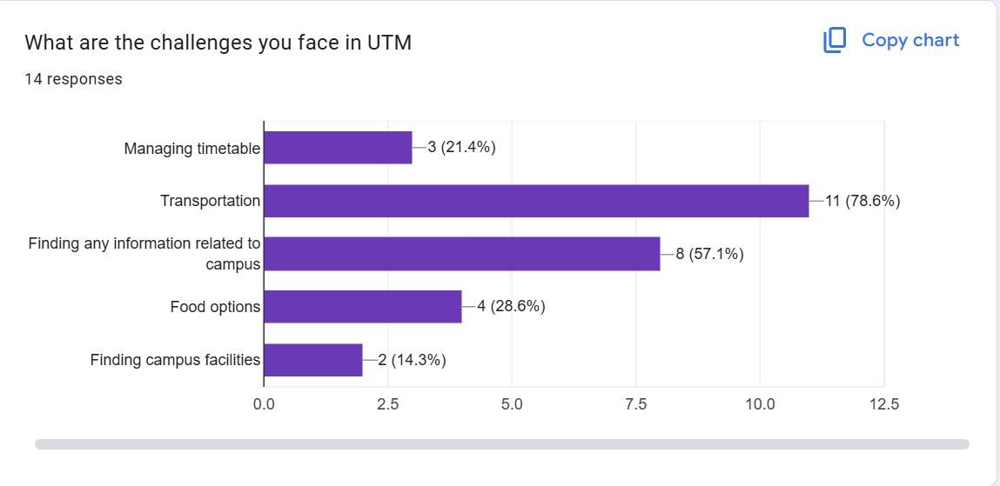 What are the challenges you face in UTM
Copy chart
14 responses
Managing timetable
3 (21.4%)
Transportation
11 (78.6%)
Finding any information related to
campus
8 (57.1%)
Food options
4 (28.6%)
Finding campus facilities
2 (14.3%)
0.0 2.5 5.0 7.5 10.0 12.5